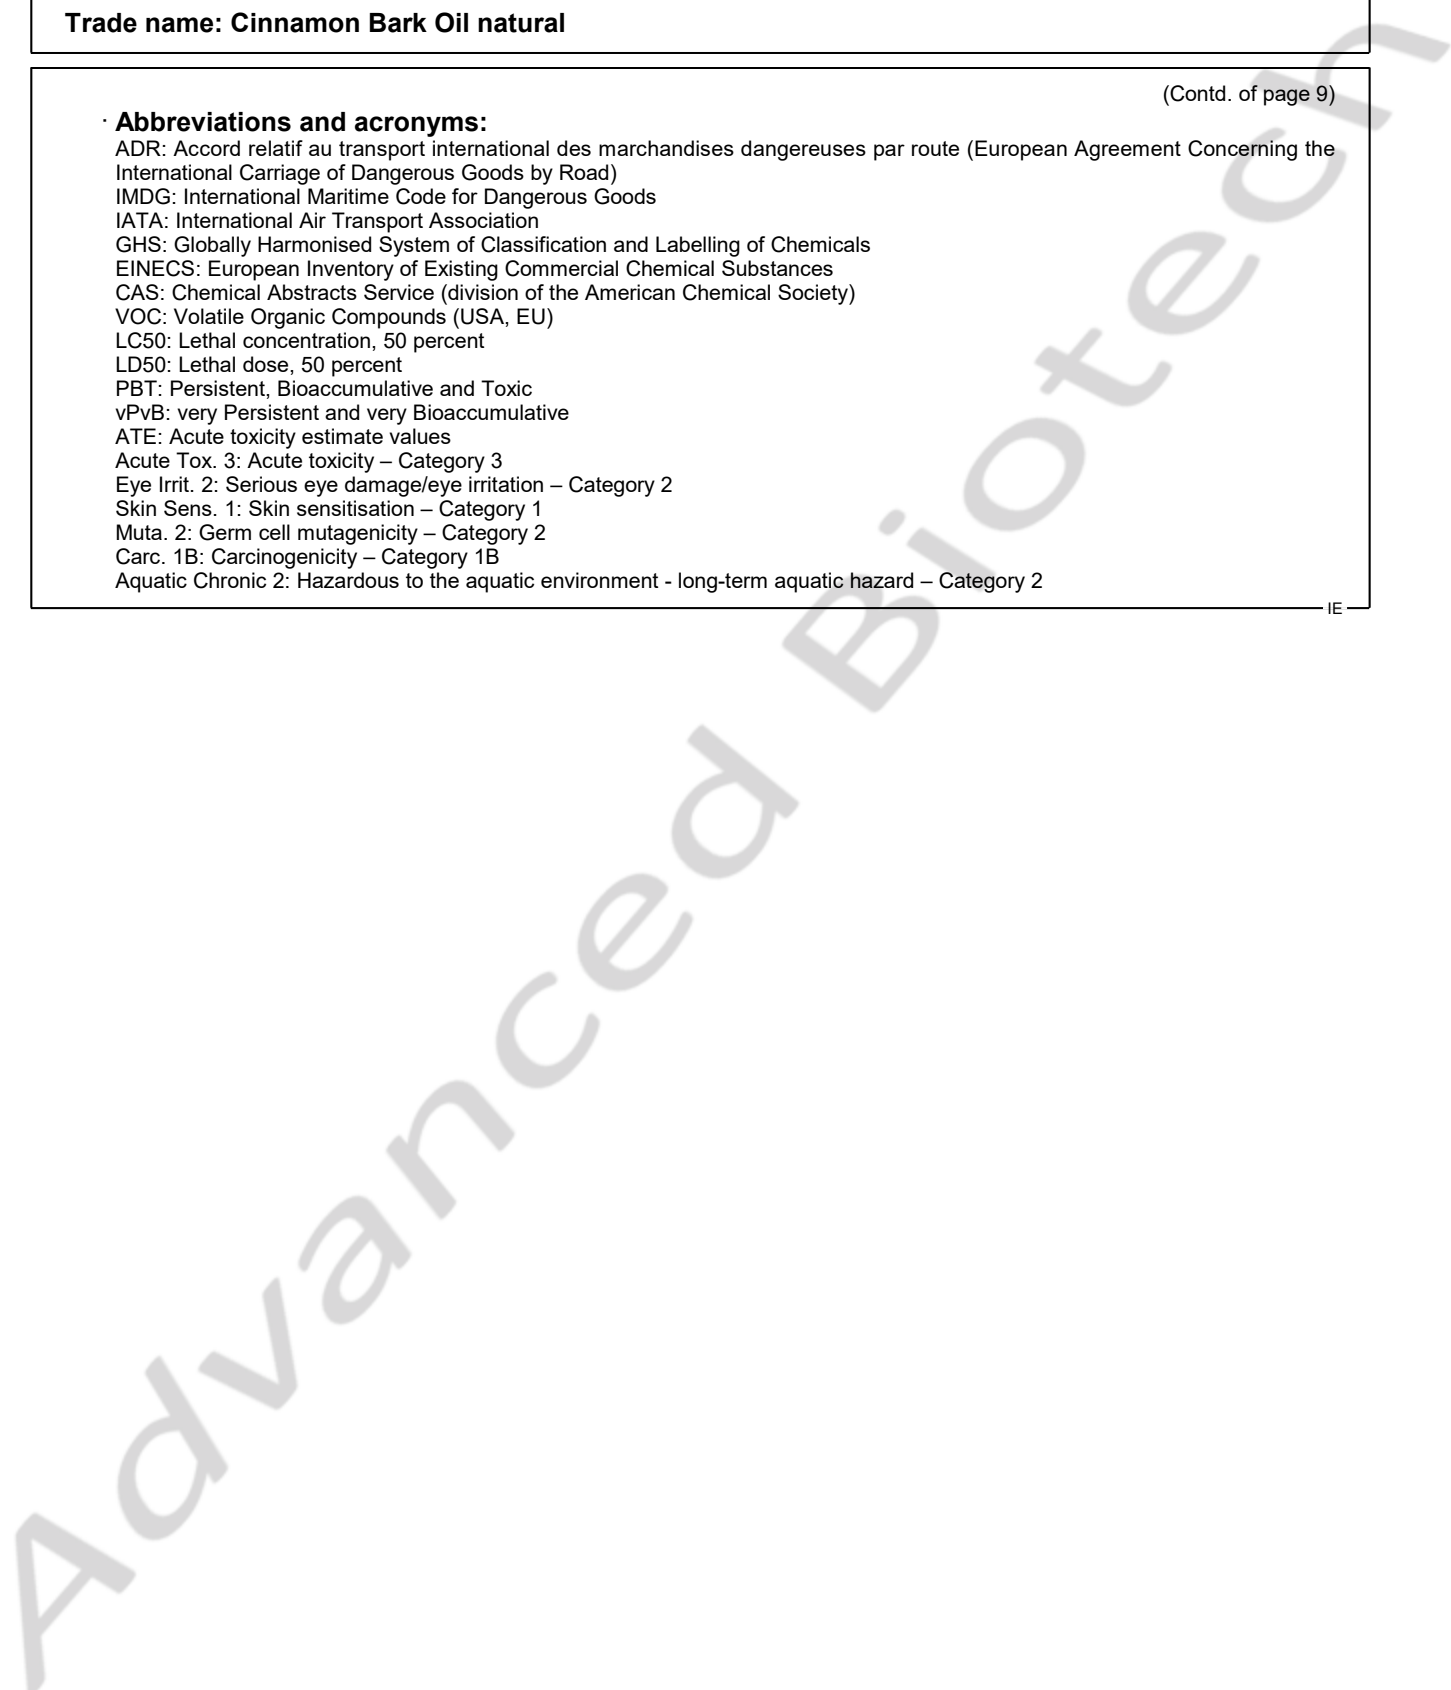 Trade name: Cinnamon Bark Oil natural
(Contd. of page 9)
· Abbreviations and acronyms:
ADR: Accord relatif au transport international des marchandises dangereuses par route (European Agreement Concerning the
International Carriage of Dangerous Goods by Road)
IMDG: International Maritime Code for Dangerous Goods
IATA: International Air Transport Association
GHS: Globally Harmonised System of Classification and Labelling of Chemicals
EINECS: European Inventory of Existing Commercial Chemical Substances
CAS: Chemical Abstracts Service (division of the American Chemical Society)
VOC: Volatile Organic Compounds (USA, EU)
LC50: Lethal concentration, 50 percent
LD50: Lethal dose, 50 percent
PBT: Persistent, Bioaccumulative and Toxic
vPvB: very Persistent and very Bioaccumulative
ATE: Acute toxicity estimate values
Acute Tox. 3: Acute toxicity – Category 3
Eye Irrit. 2: Serious eye damage/eye irritation – Category 2
Skin Sens. 1: Skin sensitisation – Category 1
Muta. 2: Germ cell mutagenicity – Category 2
Carc. 1B: Carcinogenicity – Category 1B
Aquatic Chronic 2: Hazardous to the aquatic environment - long-term aquatic hazard – Category 2
IE
Advanced Biotech